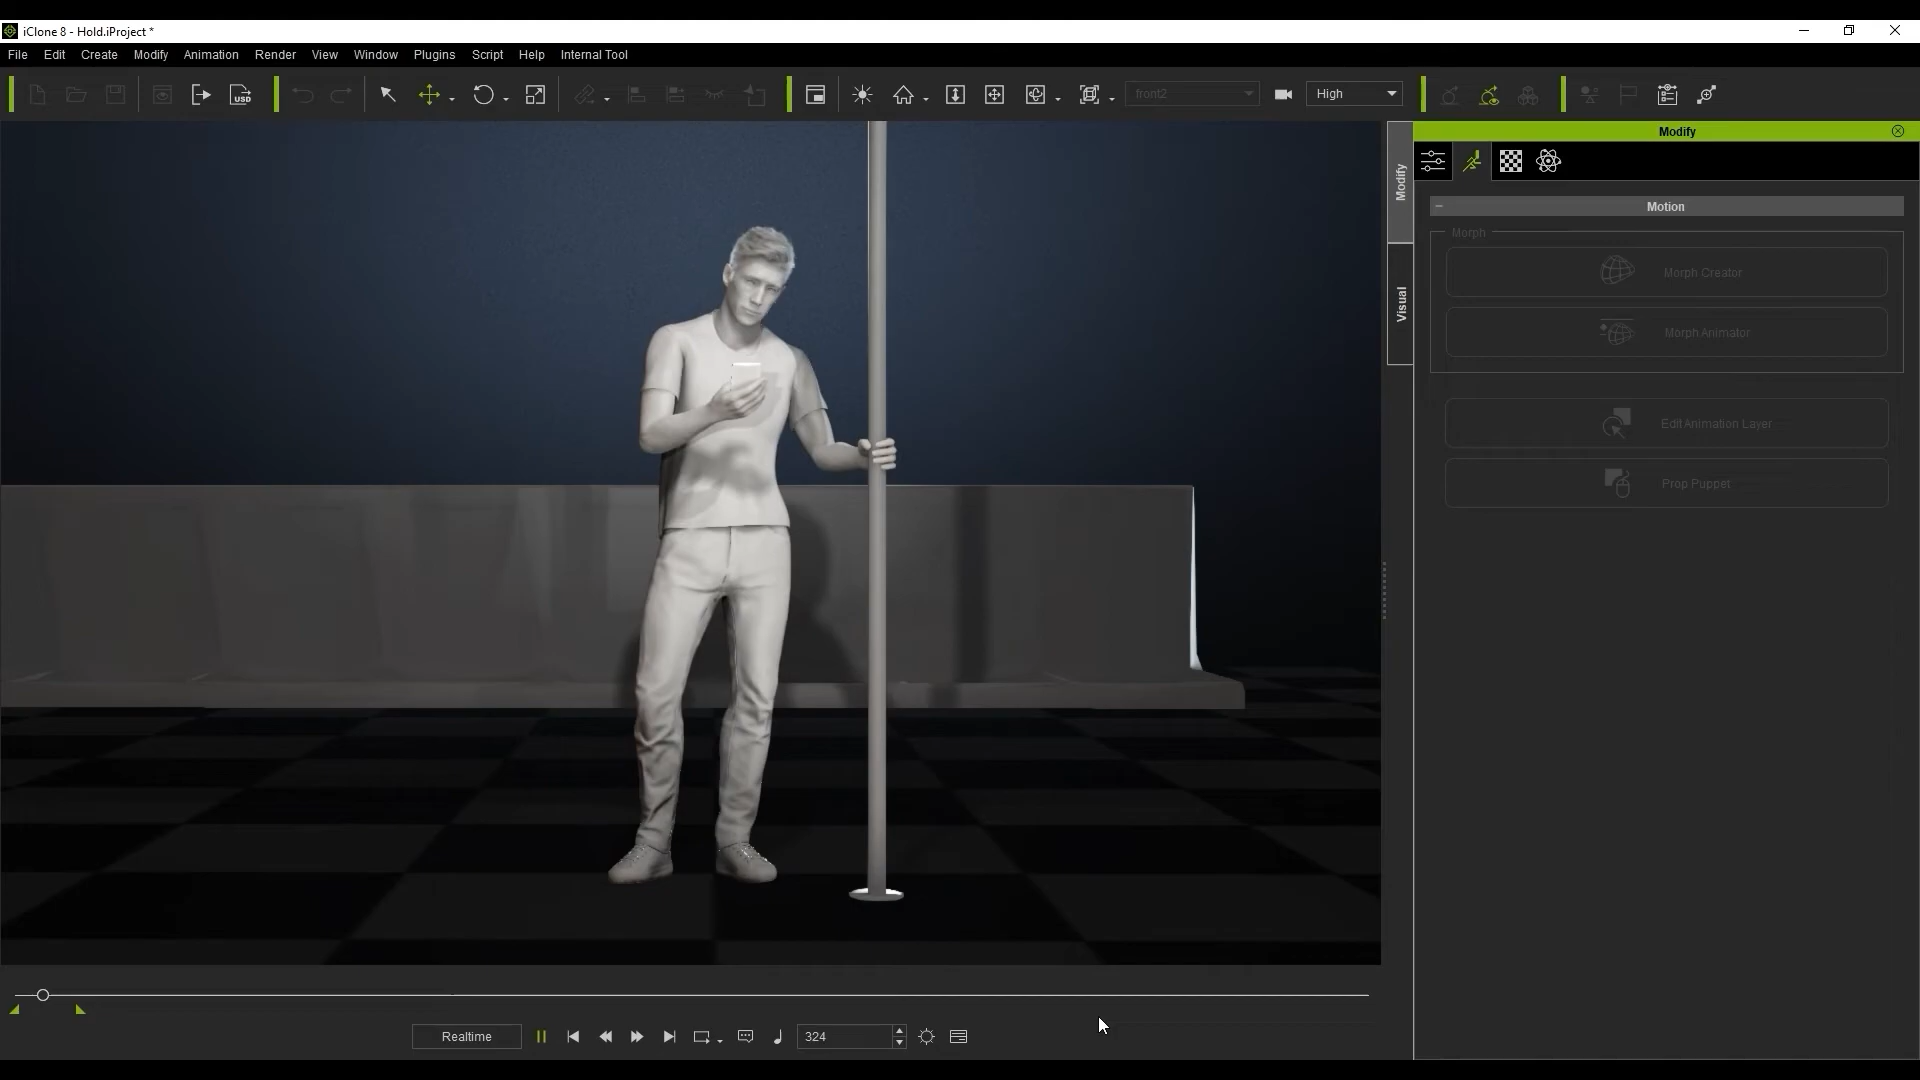 iClone 8 - Hold.iProject *
File Edit Create Modify Animation Render View Window Plugins Script Help Internal Tool
USD
front2
High
Modify
Modify
Visual
Motion
Morph
Morph Creator
Morph Animator
Edit Animation Layer
Prop Puppet
Realtime
324